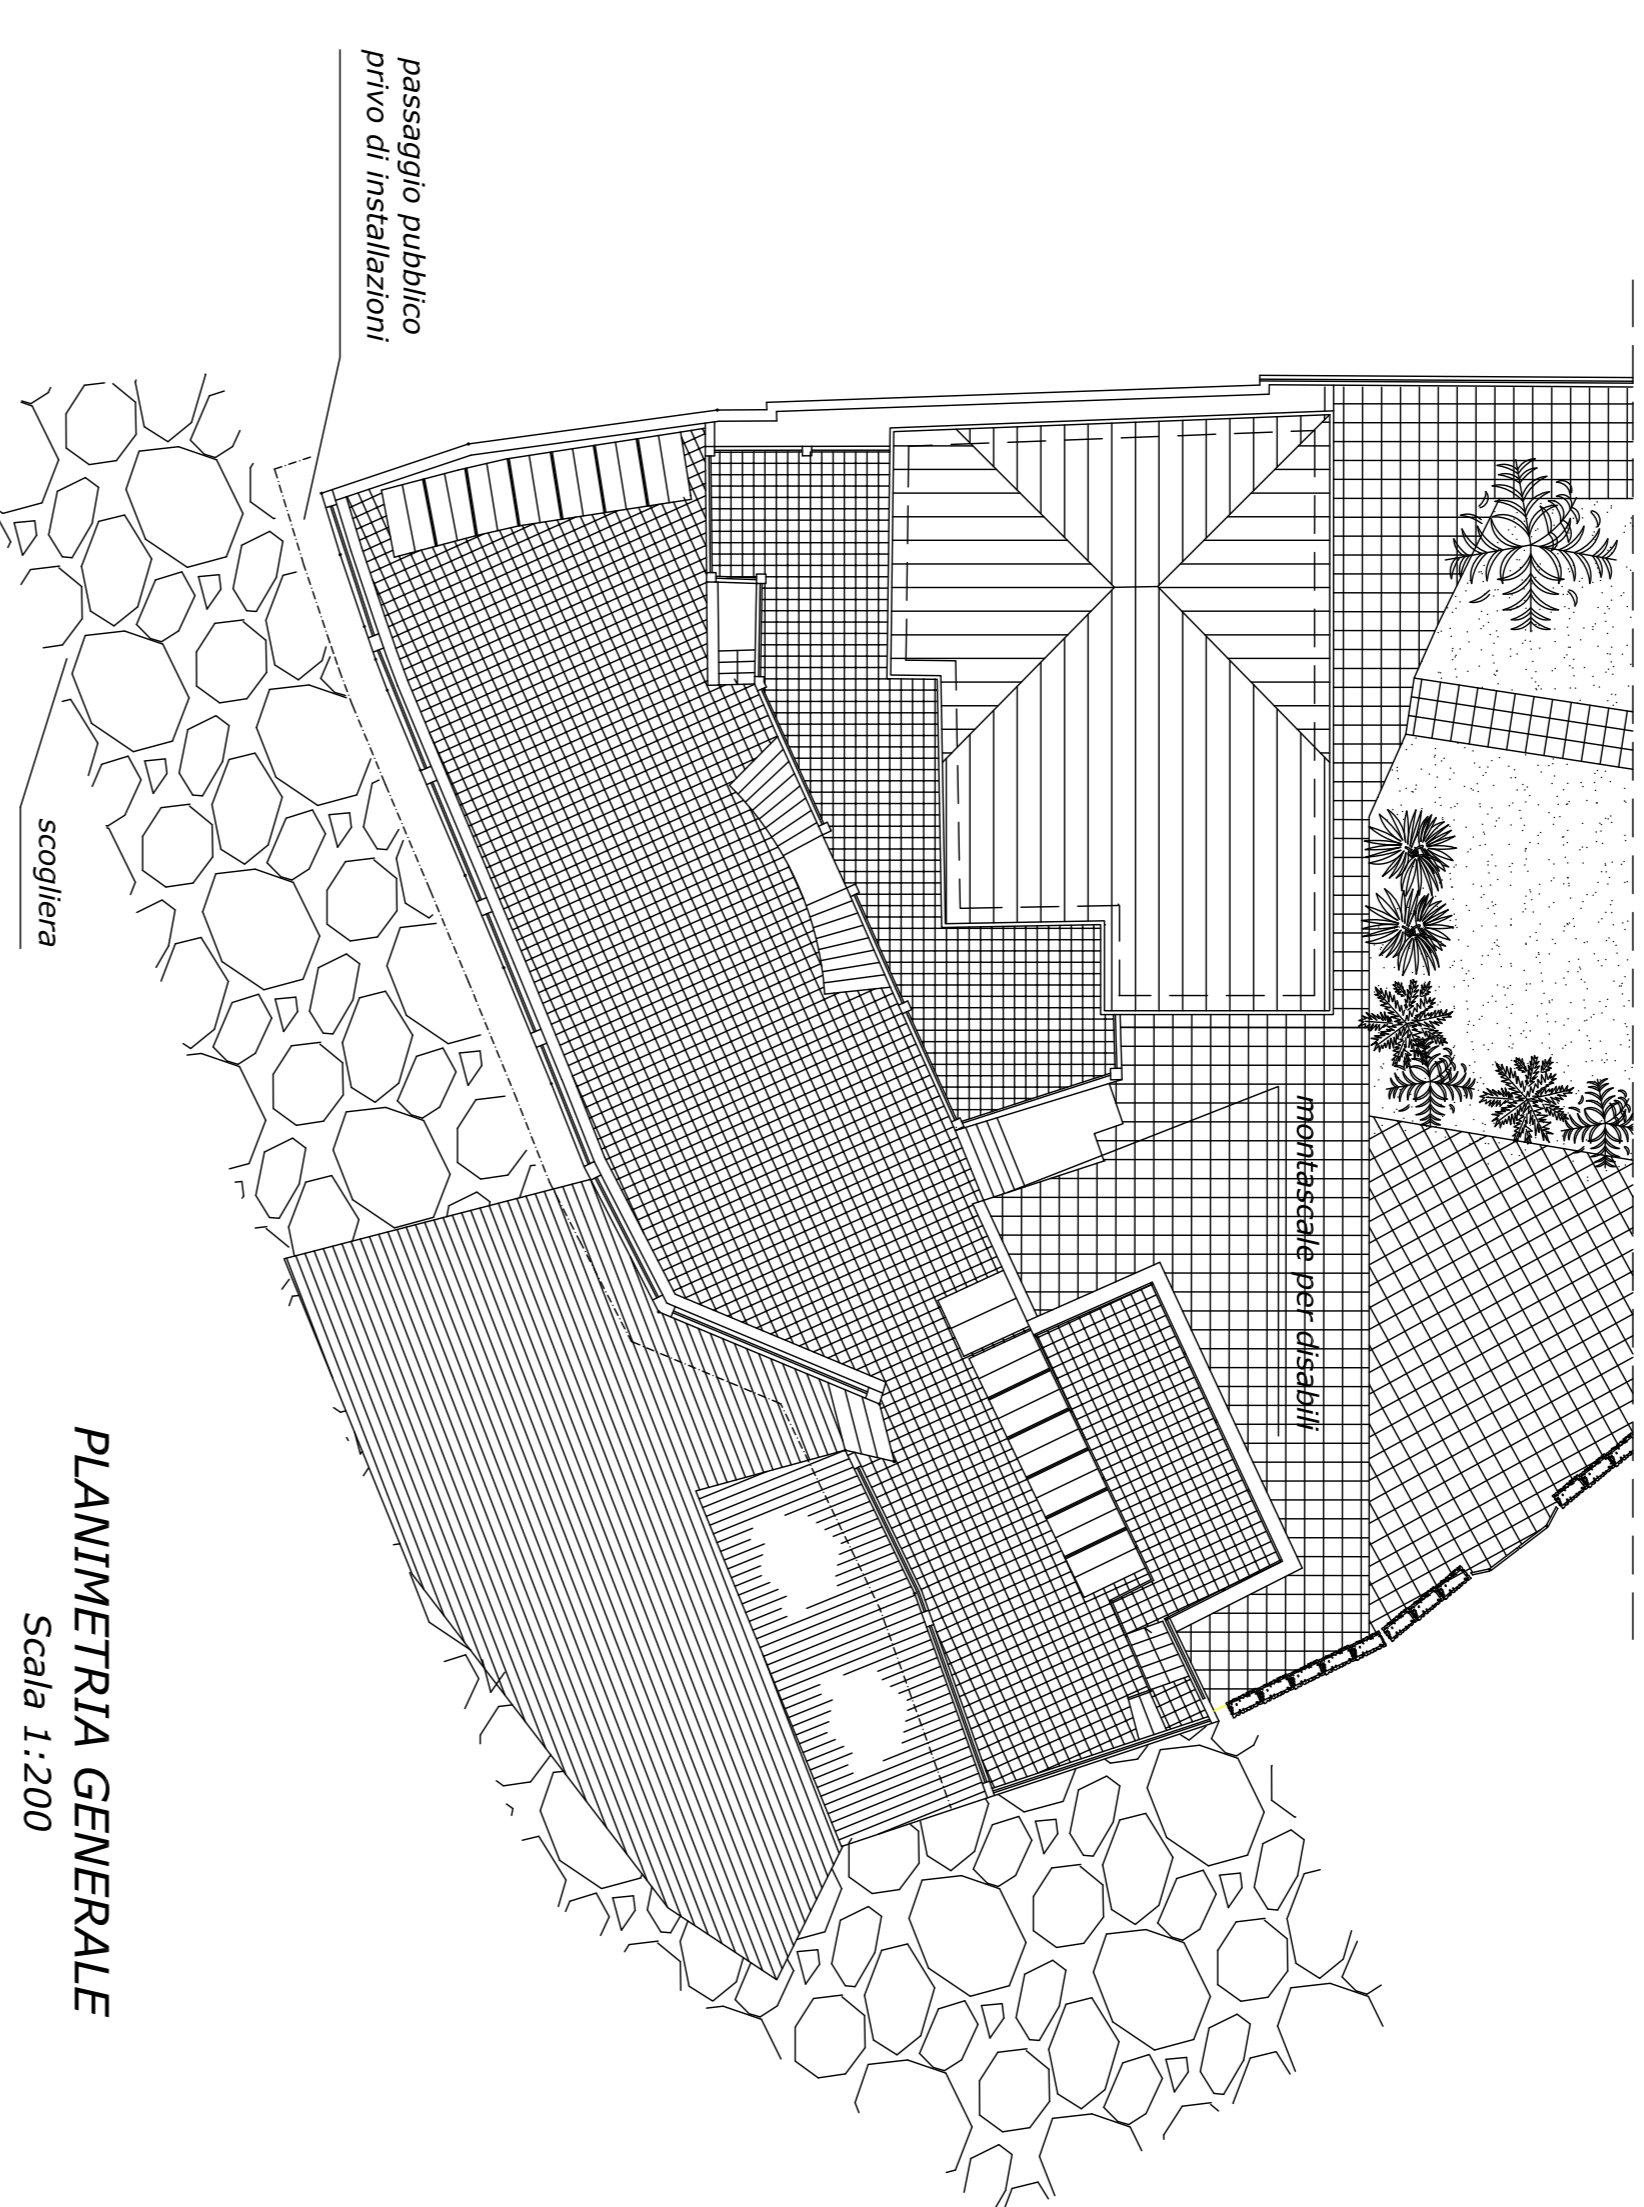 passaggio pubblico
privo di installazioni
montascale per disabili
scogliera
PLANIMETRIA GENERALE
Scala 1:200